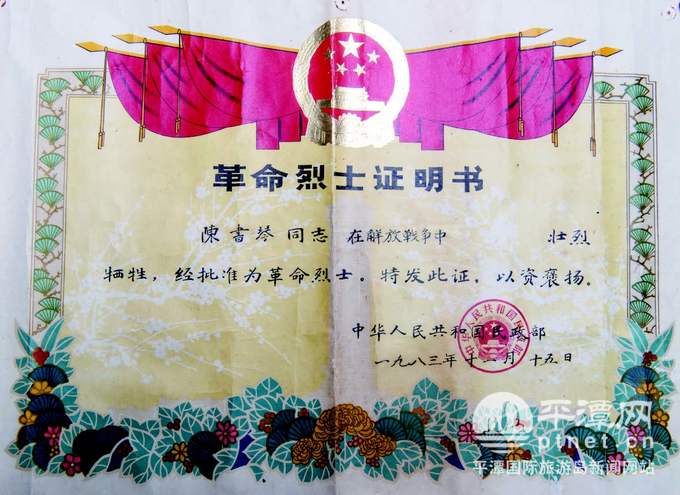 革命烈士证明书
陳書琴同志 在解放戰争中 壮烈
牺牲，经批准为革命烈士。特发此证，以资褒扬。
中华人民共和国民政部
一九八三年十一月十五日
平潭网
ptnet.cn
平潭国际旅游岛新闻网站